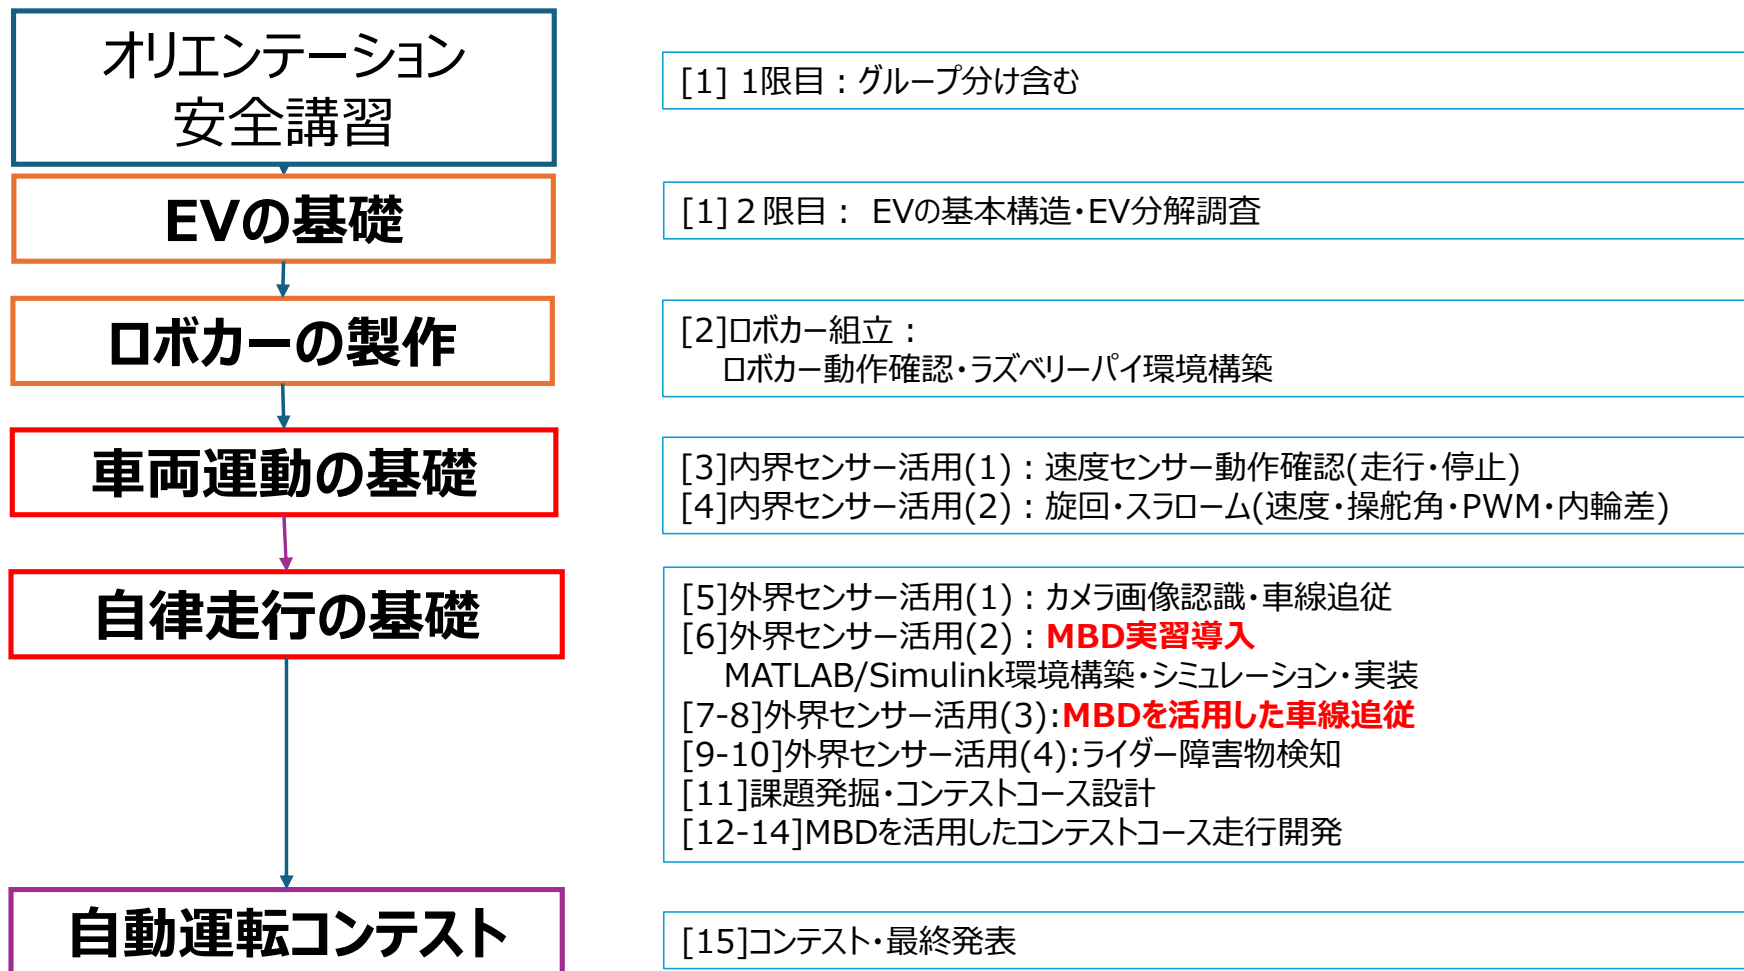 オリエンテーション
安全講習
[1] 1限目：グループ分け含む
EVの基礎
[1]２限目： EVの基本構造・EV分解調査
ロボカーの製作
[2]ロボカー組立：
ロボカー動作確認・ラズベリーパイ環境構築
車両運動の基礎
[3]内界センサー活用(1)：速度センサー動作確認(走行・停止)
[4]内界センサー活用(2)：旋回・スラローム(速度・操舵角・PWM・内輪差)
自律走行の基礎
[5]外界センサー活用(1)：カメラ画像認識・車線追従
[6]外界センサー活用(2)：MBD実習導入
MATLAB/Simulink環境構築・シミュレーション・実装
[7-8]外界センサー活用(3):MBDを活用した車線追従
[9-10]外界センサー活用(4):ライダー障害物検知
[11]課題発掘・コンテストコース設計
[12-14]MBDを活用したコンテストコース走行開発
自動運転コンテスト
[15]コンテスト・最終発表